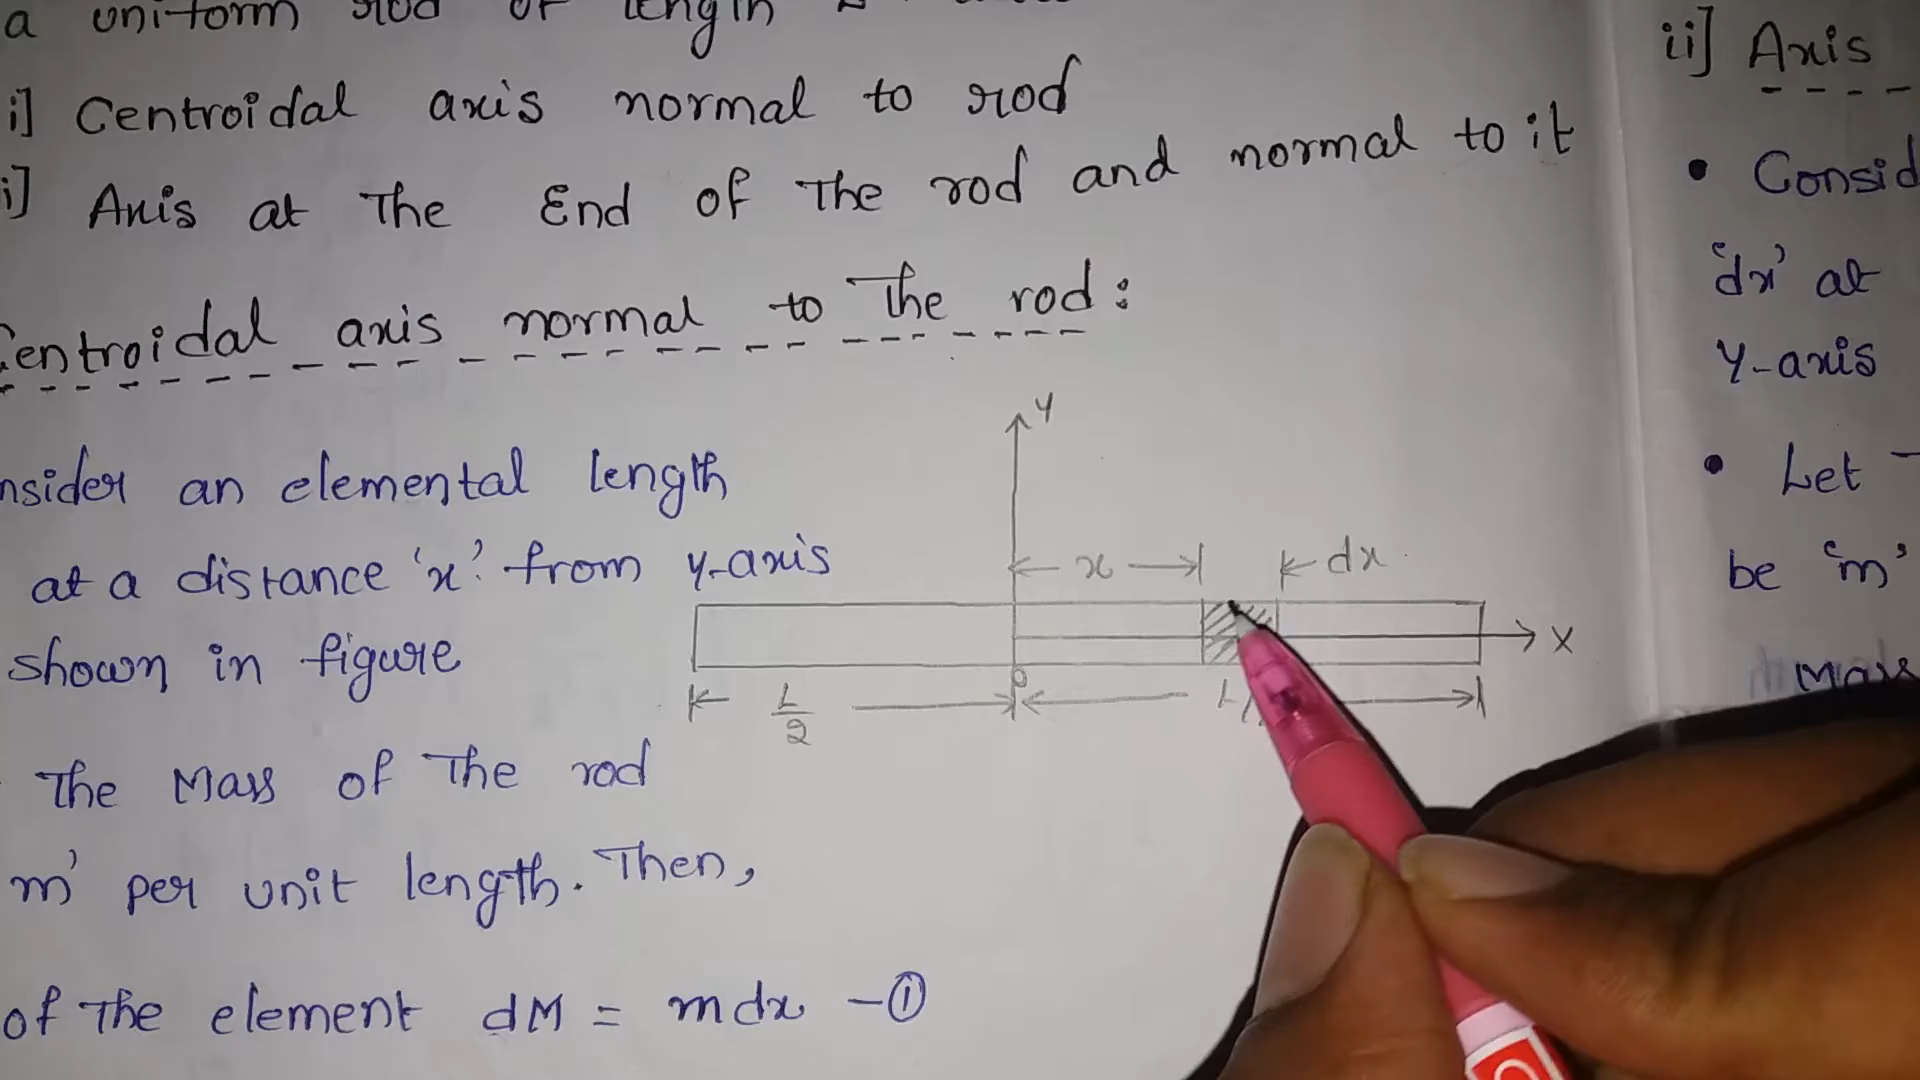 a uniform rod of length
i] Centroidal axis normal to rod
i] Axis at The End of The rod and normal to it
Centroidal axis normal to The rod:
nsider an elemental length
at a distance 'x' from y-axis
shown in figure
The Mass of The rod
m' per unit length. Then,
of The element dM = mdx -①
Y
x
dx
X
L/2
L/
ii] Axis
• Consid
'dx' at
Y-axis
• Let
be 'm'
Mass